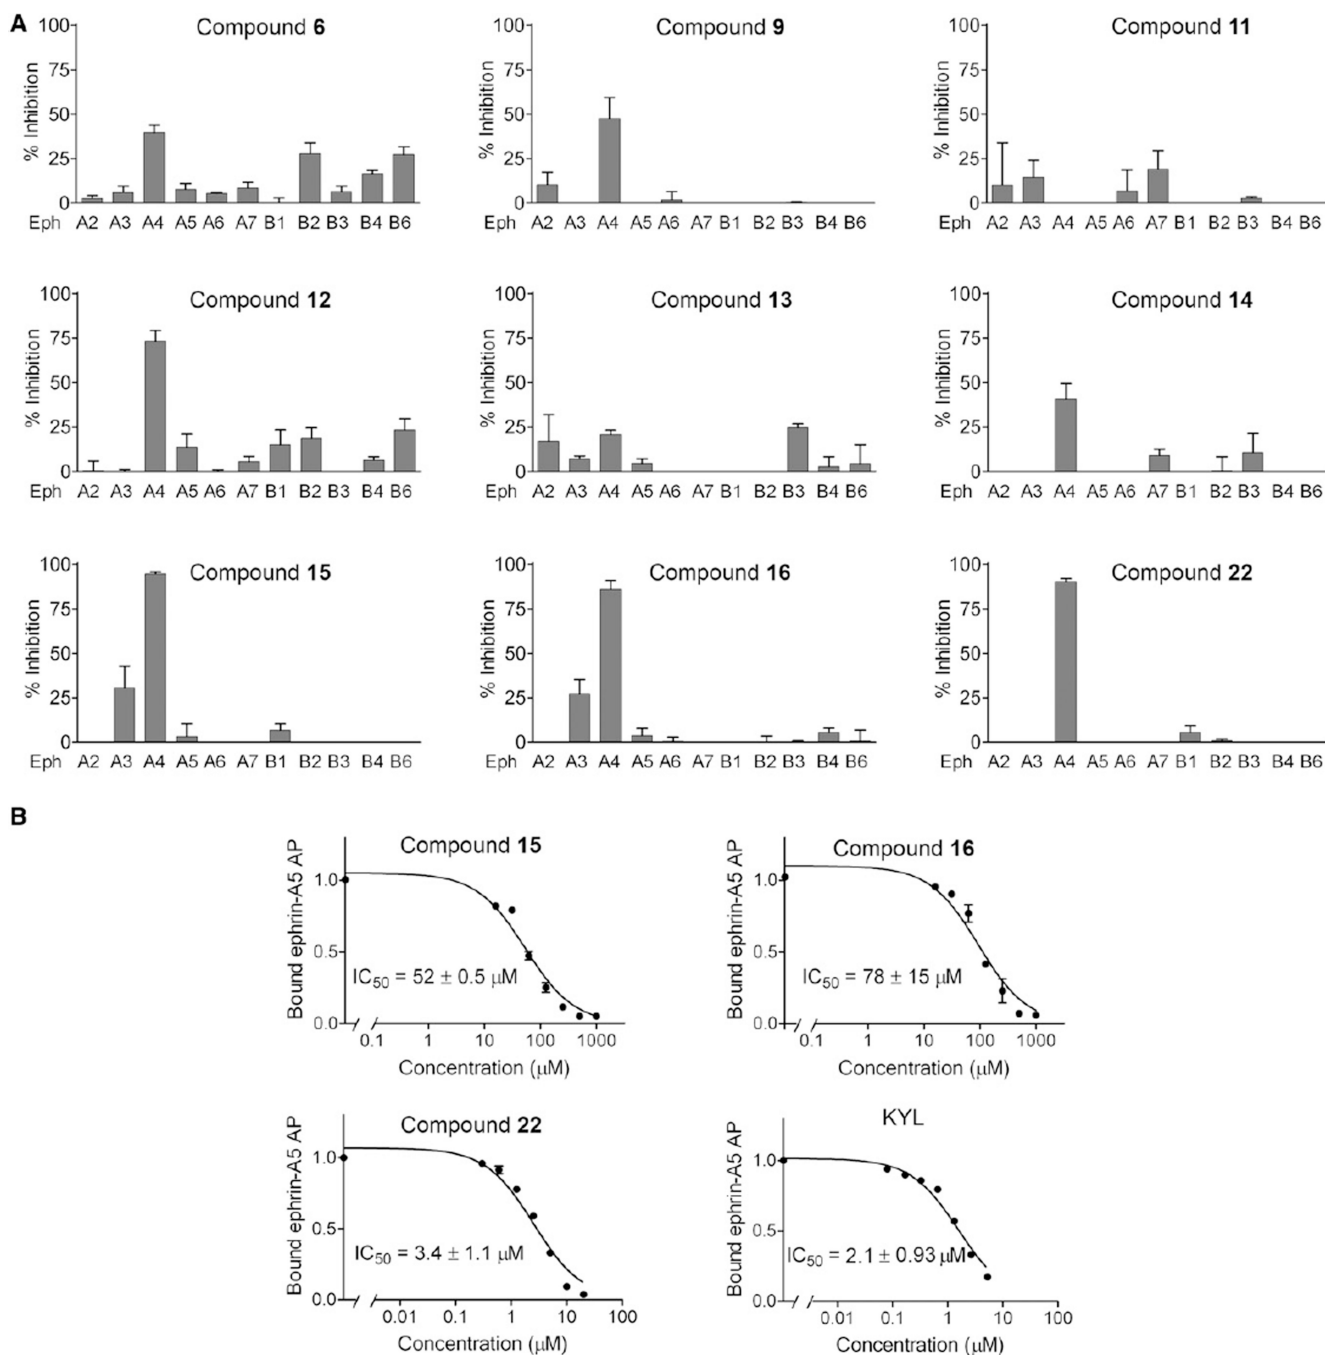 A
Compound 6
Compound 9
Compound 11
% Inhibition
100
75
50
25
0
% Inhibition
100
75
50
25
0
% Inhibition
100
75
50
25
0
Eph A2 A3 A4 A5 A6 A7 B1 B2 B3 B4 B6
Eph A2 A3 A4 A5 A6 A7 B1 B2 B3 B4 B6
Eph A2 A3 A4 A5 A6 A7 B1 B2 B3 B4 B6
Compound 12
Compound 13
Compound 14
% Inhibition
100
75
50
25
0
% Inhibition
100
75
50
25
0
% Inhibition
100
75
50
25
0
Eph A2 A3 A4 A5 A6 A7 B1 B2 B3 B4 B6
Eph A2 A3 A4 A5 A6 A7 B1 B2 B3 B4 B6
Eph A2 A3 A4 A5 A6 A7 B1 B2 B3 B4 B6
Compound 15
Compound 16
Compound 22
% Inhibition
100
75
50
25
0
% Inhibition
100
75
50
25
0
% Inhibition
100
75
50
25
0
Eph A2 A3 A4 A5 A6 A7 B1 B2 B3 B4 B6
Eph A2 A3 A4 A5 A6 A7 B1 B2 B3 B4 B6
Eph A2 A3 A4 A5 A6 A7 B1 B2 B3 B4 B6
B
Compound 15
Bound ephrin-A5 AP
1.0
0.5
0.0
IC50 = 52 ± 0.5 μM
0.1 1 10 100 1000
Concentration (μM)
Compound 16
Bound ephrin-A5 AP
1.0
0.5
0.0
IC50 = 78 ± 15 μM
0.1 1 10 100 1000
Concentration (μM)
Compound 22
Bound ephrin-A5 AP
1.0
0.5
0.0
IC50 = 3.4 ± 1.1 μM
0.01 0.1 1 10 100
Concentration (μM)
KYL
Bound ephrin-A5 AP
1.0
0.5
0.0
IC50 = 2.1 ± 0.93 μM
0.01 0.1 1 10 100
Concentration (μM)